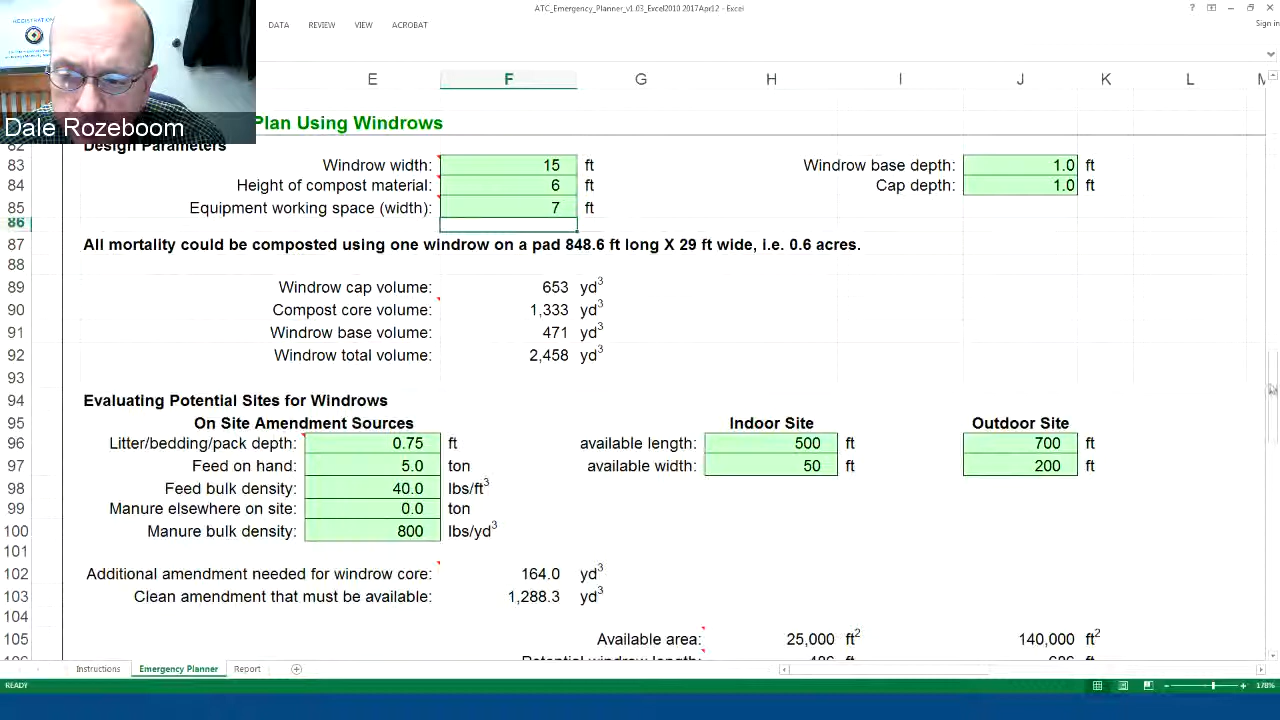 ATC_Emergency_Planner_v1.03_Excel2010.2017Apr12 - Excel
REGISTRATION
DATA REVIEW VIEW ACROBAT
Sign in
E F G H I J K L M
Dale Rozeboom
Plan Using Windrows
82 Design Parameters
83 Windrow width: 15 ft Windrow base depth: 1.0 ft
84 Height of compost material: 6 ft Cap depth: 1.0 ft
85 Equipment working space (width): 7 ft
86
87 All mortality could be composted using one windrow on a pad 848.6 ft long X 29 ft wide, i.e. 0.6 acres.
88
89 Windrow cap volume: 653 yd3
90 Compost core volume: 1,333 yd3
91 Windrow base volume: 471 yd3
92 Windrow total volume: 2,458 yd3
93
94 Evaluating Potential Sites for Windrows
95 On Site Amendment Sources Indoor Site Outdoor Site
96 Litter/bedding/pack depth: 0.75 ft available length: 500 ft 700 ft
97 Feed on hand: 5.0 ton available width: 50 ft 200 ft
98 Feed bulk density: 40.0 lbs/ft3
99 Manure elsewhere on site: 0.0 ton
100 Manure bulk density: 800 lbs/yd3
101
102 Additional amendment needed for windrow core: 164.0 yd3
103 Clean amendment that must be available: 1,288.3 yd3
104
105 Available area: 25,000 ft2 140,000 ft2
106 Potential windrow length: 486 ft 686 ft
Instructions Emergency Planner Report
READY 178%